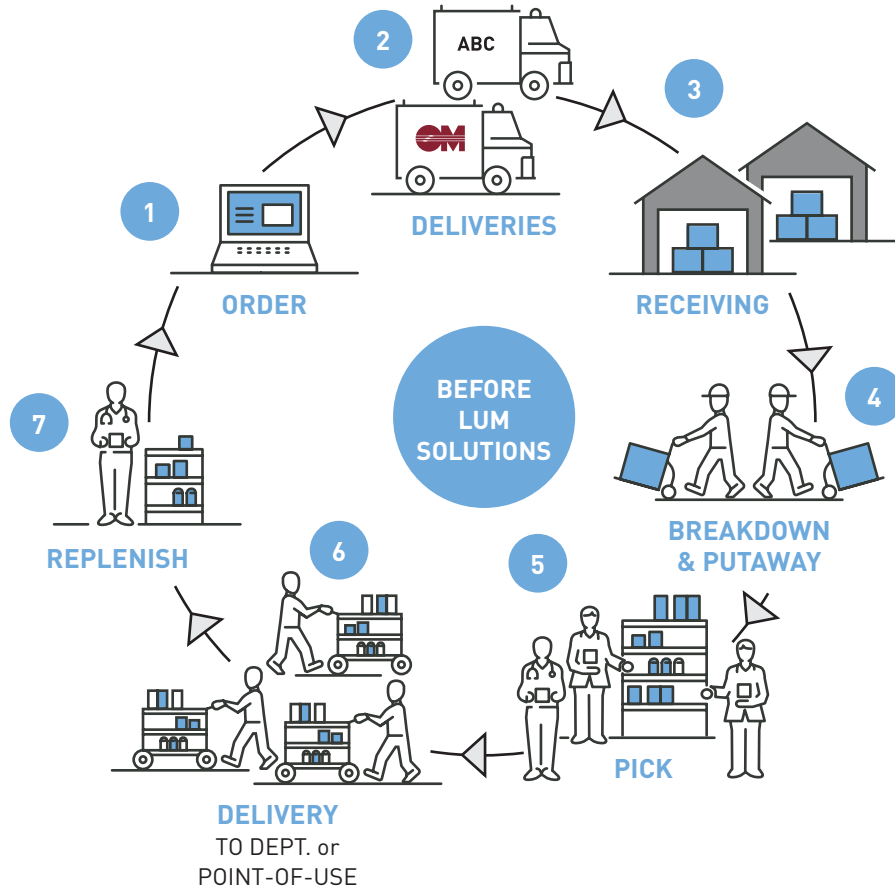 1
ORDER
2
ABC
OM
DELIVERIES
3
RECEIVING
4
BREAKDOWN
& PUTAWAY
5
PICK
6
DELIVERY
TO DEPT. or
POINT-OF-USE
7
REPLENISH
BEFORE
LUM
SOLUTIONS